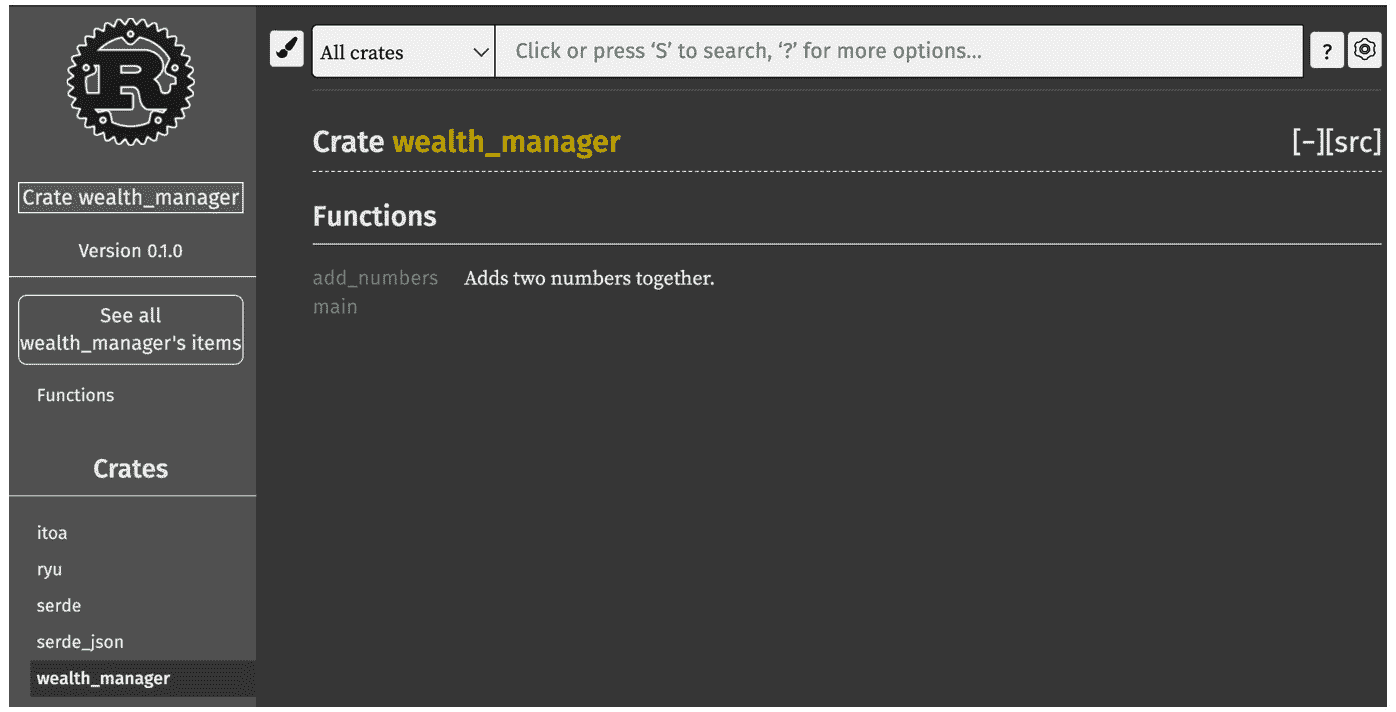 R
Crate wealth_manager
Version 0.1.0
See all
wealth_manager's items
Functions
Crates
itoa
ryu
serde
serde_json
wealth_manager
All crates
Click or press ‘S’ to search, ‘?’ for more options…
?
Crate wealth_manager
[-][src]
Functions
add_numbers Adds two numbers together.
main